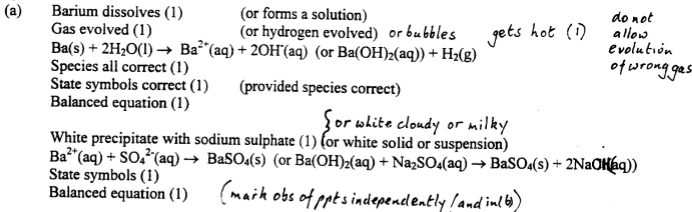 (a) Barium dissolves (1) (or forms a solution) do not
Gas evolved (1) (or hydrogen evolved) or bubbles gets hot (1) allow
evolution
of wrong gas
Ba(s) + 2H₂O(l) → Ba²⁺(aq) + 2OH⁻(aq) (or Ba(OH)₂(aq)) + H₂(g)
Species all correct (1)
State symbols correct (1) (provided species correct)
Balanced equation (1)
{or white cloudy or milky
White precipitate with sodium sulphate (1) (or white solid or suspension)
Ba²⁺(aq) + SO₄²⁻(aq) → BaSO₄(s) (or Ba(OH)₂(aq) + Na₂SO₄(aq) → BaSO₄(s) + 2NaOH(aq))
State symbols (1)
Balanced equation (1) (mark obs of ppts independently (and in b)